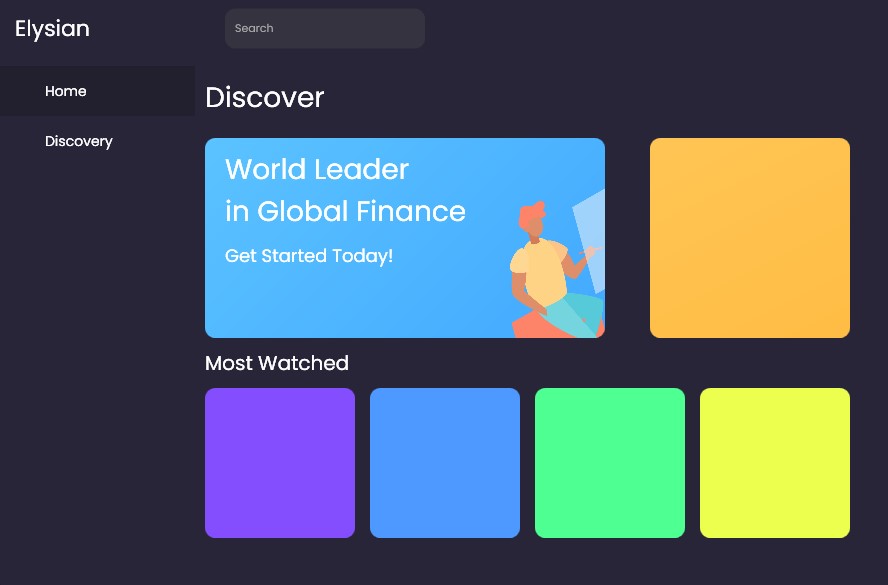 Elysian
Search
Home
Discovery
Discover
World Leader
in Global Finance
Get Started Today!
Most Watched